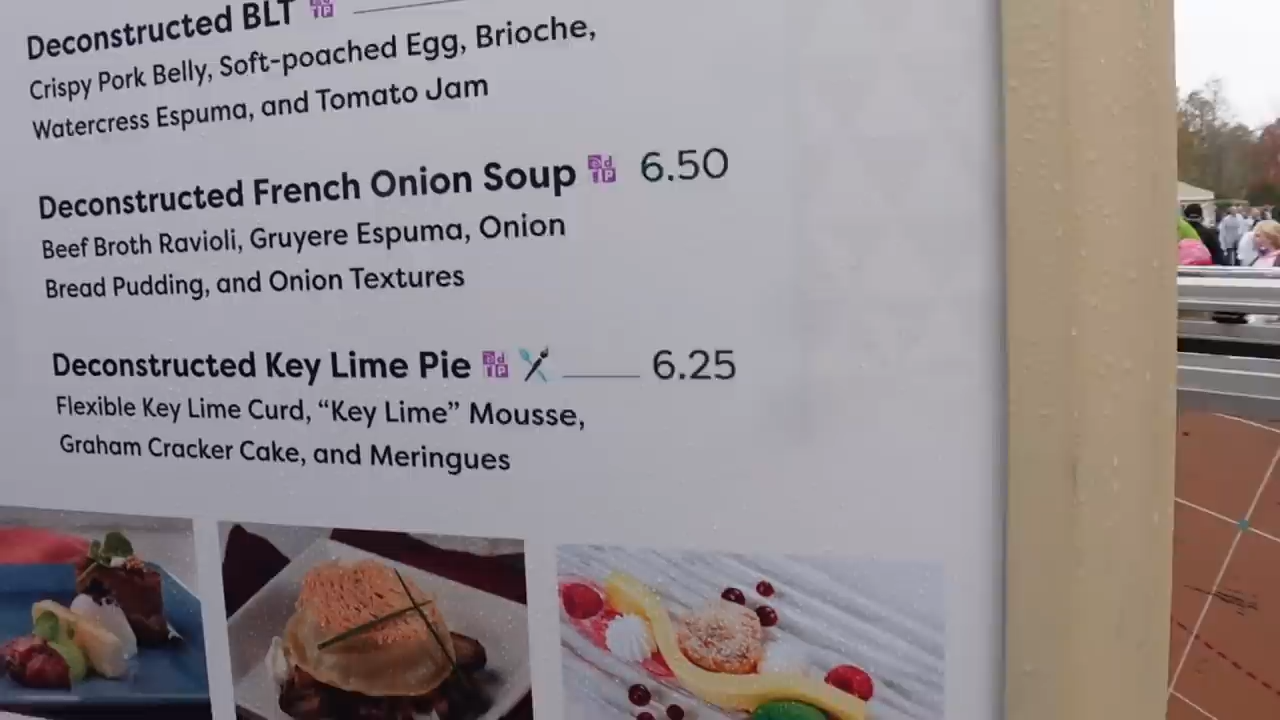 Deconstructed BLT
Crispy Pork Belly, Soft-poached Egg, Brioche,
Watercress Espuma, and Tomato Jam
Deconstructed French Onion Soup 6.50
Beef Broth Ravioli, Gruyere Espuma, Onion
Bread Pudding, and Onion Textures
Deconstructed Key Lime Pie 6.25
Flexible Key Lime Curd, “Key Lime” Mousse,
Graham Cracker Cake, and Meringues